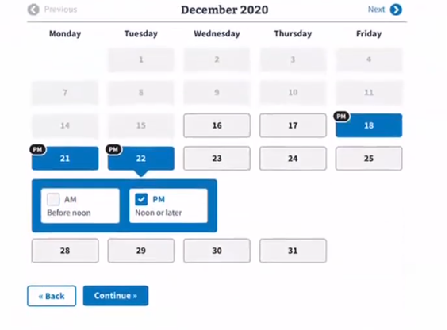 Previous December 2020 Next
Monday Tuesday Wednesday Thursday Friday
1 2 3 4
7 8 9 10 11
14 15 16 17 PM 18
PM 21 PM 22 23 24 25
AM PM
Before noon Noon or later
28 29 30 31
« Back Continue »